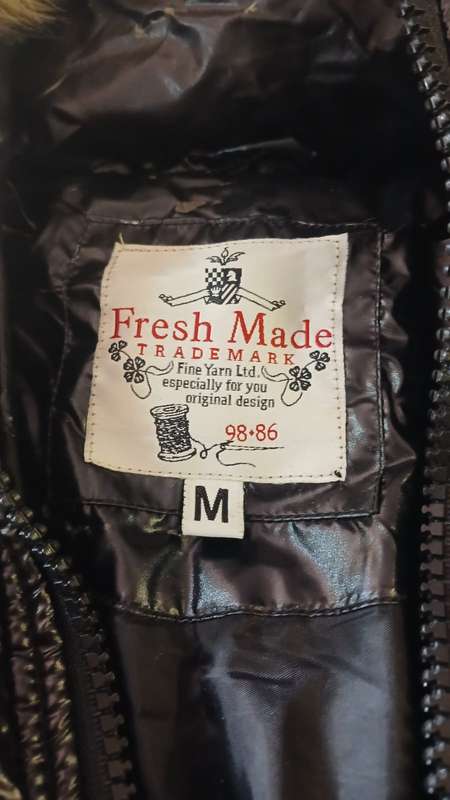 Fresh Made
TRADEMARK
Fine Yarn Ltd.
especially for you
original design
98•86
M